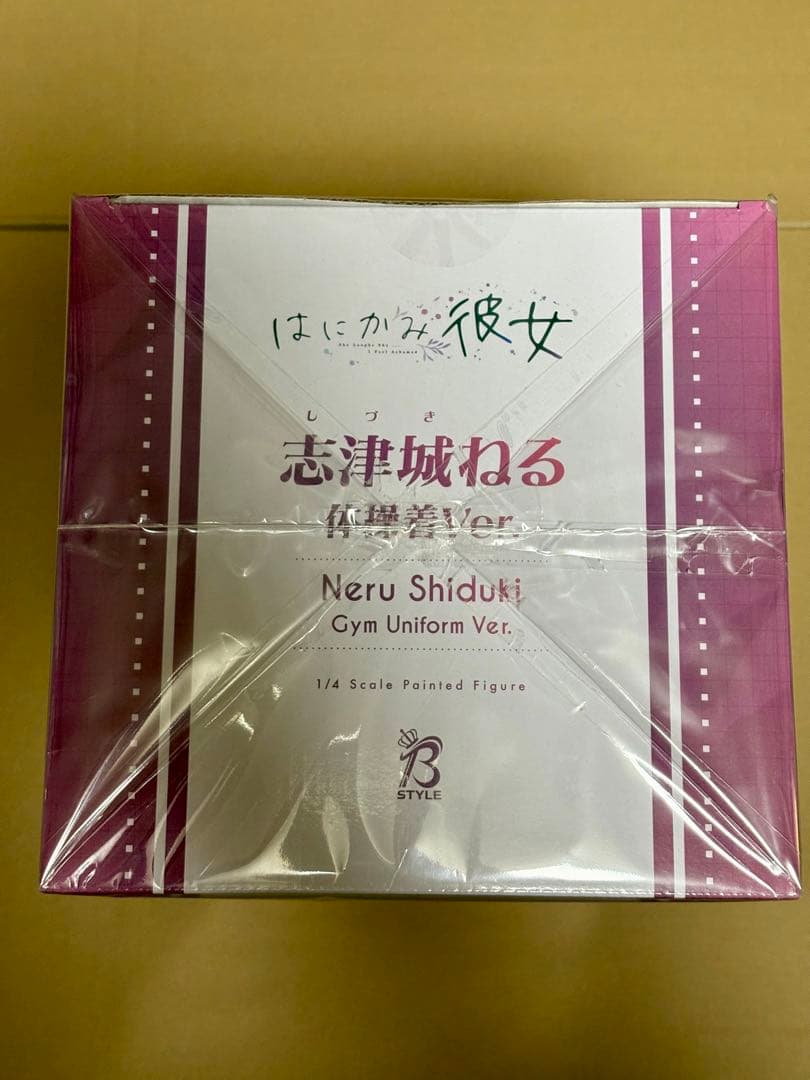 はにかみ彼女
She Laughs Shy
I Feel Ashamed
しづき
志津城ねる
体操着Ver.
Neru Shiduki
Gym Uniform Ver.
1/4 Scale Painted Figure
B
STYLE